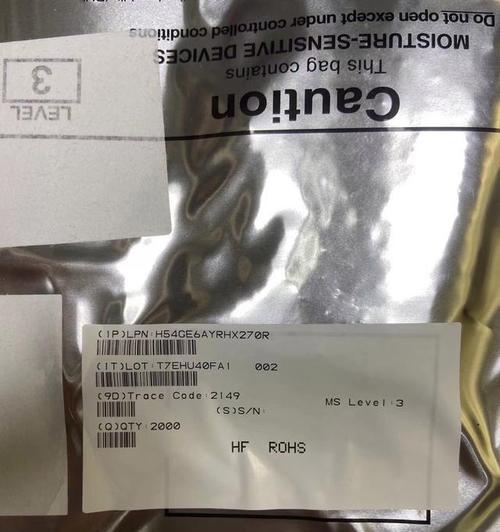 Caution
This bag contains
MOISTURE-SENSITIVE DEVICES
Do not open except under controlled conditions
LEVEL
3
(1P)LPN:H54GE6AYRHX270R
(1T)LOT:T7EHU40FA1 002
(9D)Trace Code:2149
(S)S/N:
MS Level:3
(Q)QTY:2000
HF ROHS